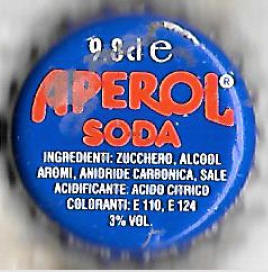 9.8cl e
APEROL®
SODA
INGREDIENTI: ZUCCHERO, ALCOOL
AROMI, ANIDRIDE CARBONICA, SALE
ACIDIFICANTE: ACIDO CITRICO
COLORANTI: E 110, E 124
3% VOL.